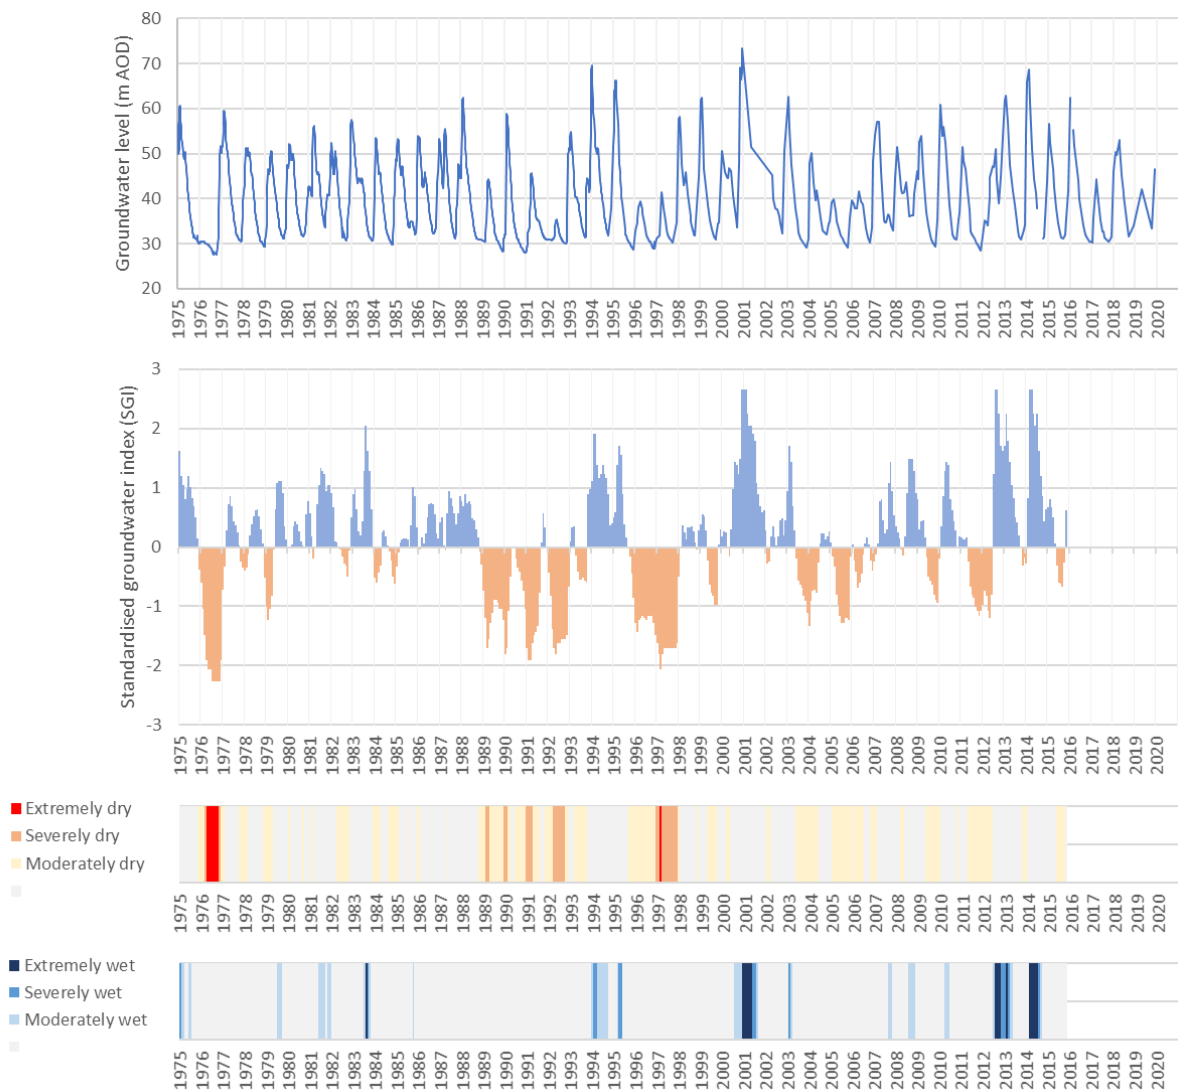 Groundwater level (m AOD)
80
70
60
50
40
30
20
1975 1976 1977 1978 1979 1980 1981 1982 1983 1984 1985 1986 1987 1988 1989 1990 1991 1992 1993 1994 1995 1996 1997 1998 1999 2000 2001 2002 2003 2004 2005 2006 2007 2008 2009 2010 2011 2012 2013 2014 2015 2016 2017 2018 2019 2020
Standardised groundwater index (SGI)
3
2
1
0
-1
-2
-3
1975 1976 1977 1978 1979 1980 1981 1982 1983 1984 1985 1986 1987 1988 1989 1990 1991 1992 1993 1994 1995 1996 1997 1998 1999 2000 2001 2002 2003 2004 2005 2006 2007 2008 2009 2010 2011 2012 2013 2014 2015 2016 2017 2018 2019 2020
Extremely dry
Severely dry
Moderately dry
1975 1976 1977 1978 1979 1980 1981 1982 1983 1984 1985 1986 1987 1988 1989 1990 1991 1992 1993 1994 1995 1996 1997 1998 1999 2000 2001 2002 2003 2004 2005 2006 2007 2008 2009 2010 2011 2012 2013 2014 2015 2016 2017 2018 2019 2020
Extremely wet
Severely wet
Moderately wet
1975 1976 1977 1978 1979 1980 1981 1982 1983 1984 1985 1986 1987 1988 1989 1990 1991 1992 1993 1994 1995 1996 1997 1998 1999 2000 2001 2002 2003 2004 2005 2006 2007 2008 2009 2010 2011 2012 2013 2014 2015 2016 2017 2018 2019 2020